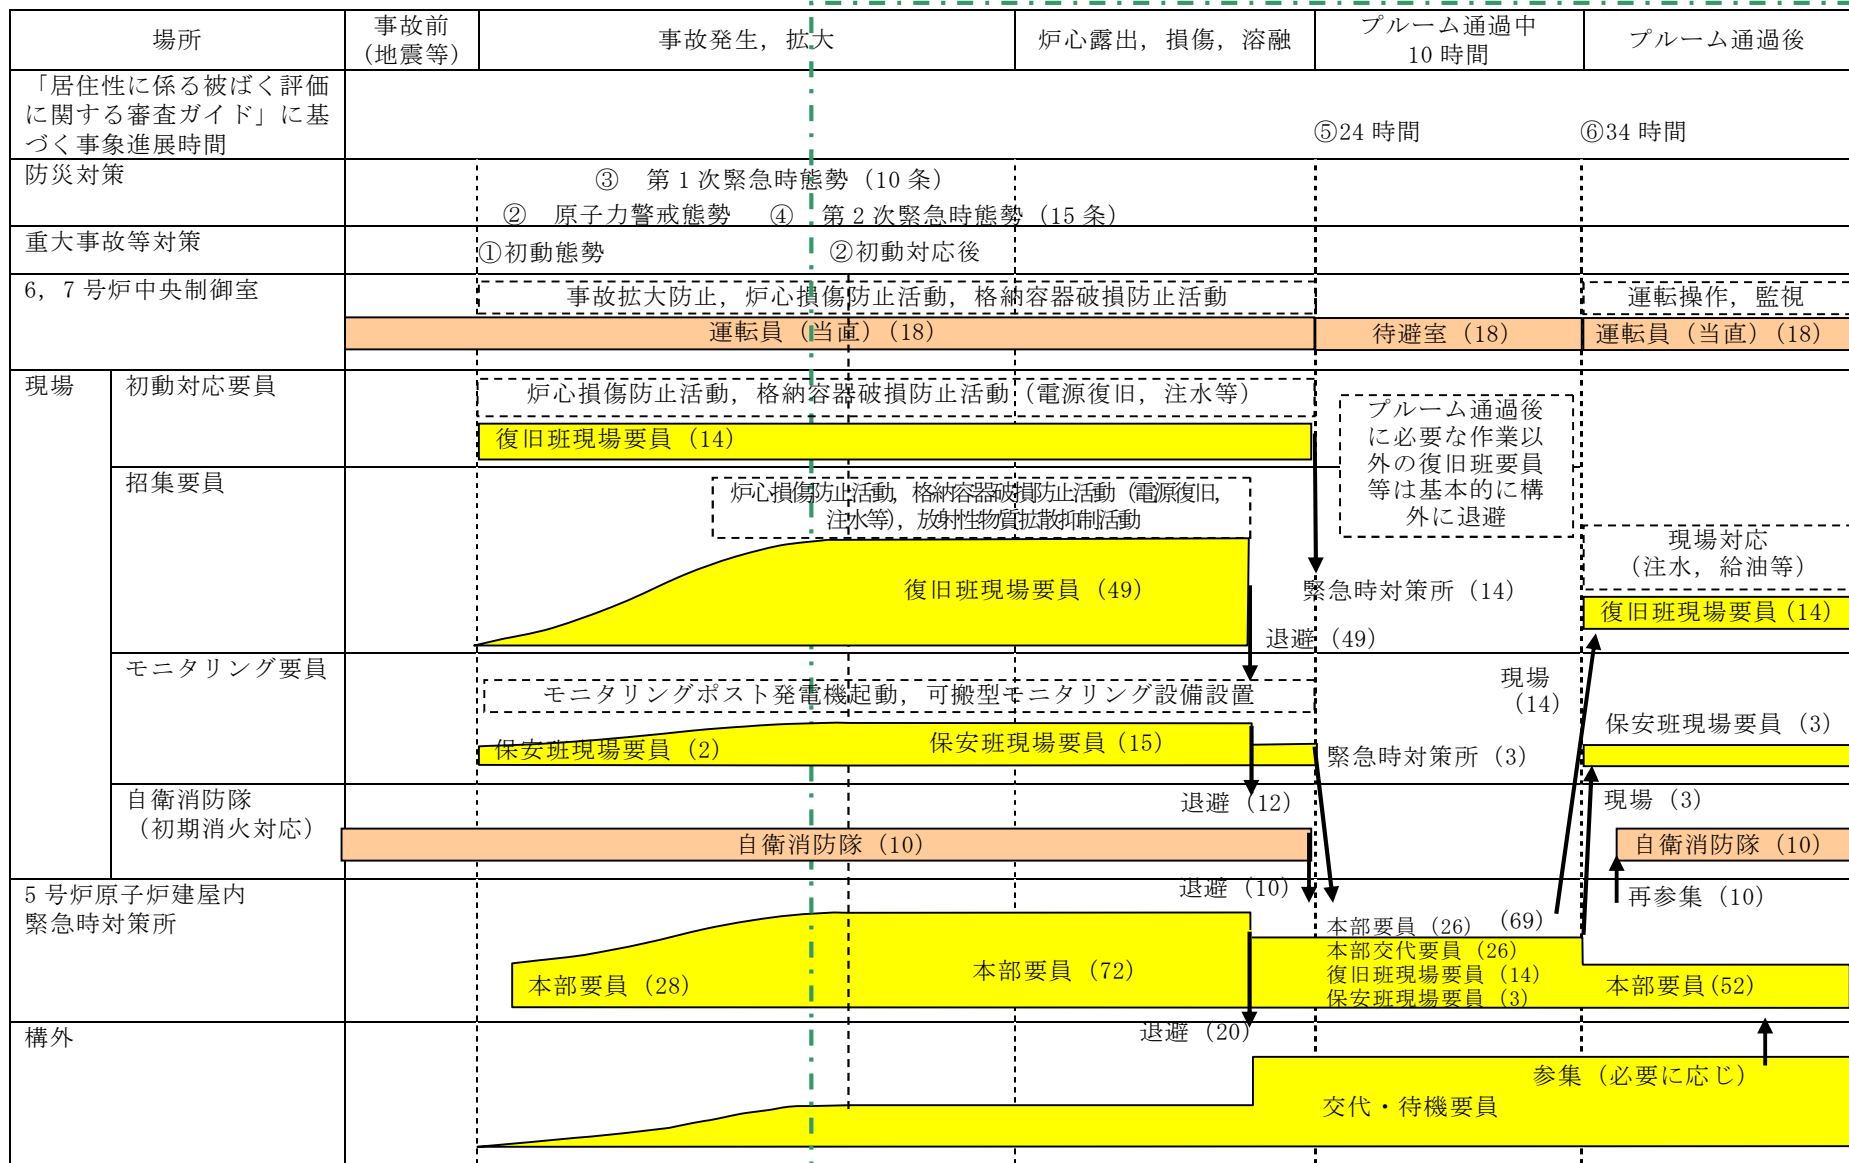 場所
事故前
(地震等)
事故発生，拡大
炉心露出，損傷，溶融
プルーム通過中
10 時間
プルーム通過後
「居住性に係る被ばく評価
に関する審査ガイド」に基
づく事象進展時間
⑤24 時間
⑥34 時間
防災対策
③　第 1 次緊急時態勢（10 条）
②　原子力警戒態勢　④　第 2 次緊急時態勢（15 条）
重大事故等対策
①初動態勢
②初動対応後
6，7 号炉中央制御室
事故拡大防止，炉心損傷防止活動，格納容器破損防止活動
運転操作，監視
運転員（当直）（18）
待避室（18）
運転員（当直）（18）
現場
初動対応要員
炉心損傷防止活動，格納容器破損防止活動（電源復旧，注水等）
復旧班現場要員（14）
プルーム通過後
に必要な作業以
外の復旧班要員
等は基本的に構
外に退避
招集要員
炉心損傷防止活動，格納容器破損防止活動（電源復旧，
注水等），放射性物質拡散抑制活動
復旧班現場要員（49）
緊急時対策所（14）
退避（49）
現場対応
（注水，給油等）
復旧班現場要員（14）
モニタリング要員
モニタリングポスト発電機起動，可搬型モニタリング設備設置
現場
（14）
保安班現場要員（2）
保安班現場要員（15）
緊急時対策所（3）
保安班現場要員（3）
退避（12）
現場（3）
自衛消防隊
（初期消火対応）
自衛消防隊（10）
自衛消防隊（10）
退避（10）
再参集（10）
5 号炉原子炉建屋内
緊急時対策所
本部要員（28）
本部要員（72）
本部要員（26）（69）
本部交代要員（26）
復旧班現場要員（14）
保安班現場要員（3）
本部要員（52）
退避（20）
構外
参集（必要に応じ）
交代・待機要員